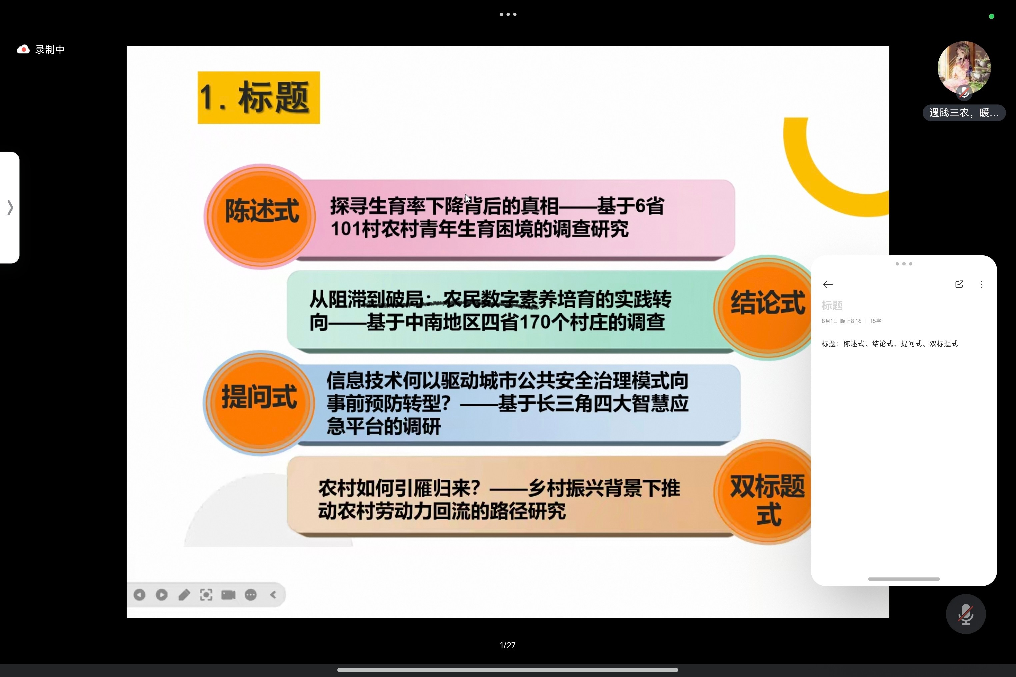 录制中
1.标题
陈述式
探寻生育率下降背后的真相——基于6省
101村农村青年生育困境的调查研究
从阻滞到破局：农民数字素养培育的实践转
向——基于中南地区四省170个村庄的调查
结论式
提问式
信息技术何以驱动城市公共安全治理模式向
事前预防转型？——基于长三角四大智慧应
急平台的调研
农村如何引雁归来？——乡村振兴背景下推
动农村劳动力回流的路径研究
双标题
式
1/27
遇践三农，暖...
标题
标题：陈述式、结论式、提问式、双标题式